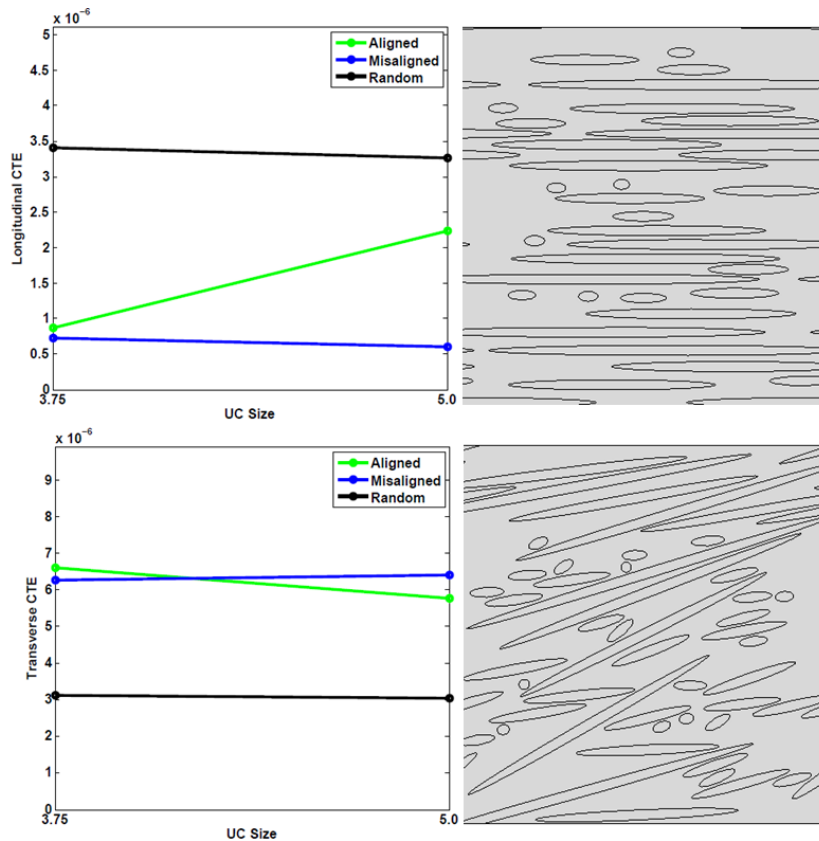 x 10⁻⁶
5
4.5
4
3.5
3
2.5
2
1.5
1
0.5
0
Longitudinal CTE
Aligned
Misaligned
Random
3.75
5.0
UC Size
x 10⁻⁶
9
8
7
6
5
4
3
2
1
0
Transverse CTE
Aligned
Misaligned
Random
3.75
5.0
UC Size